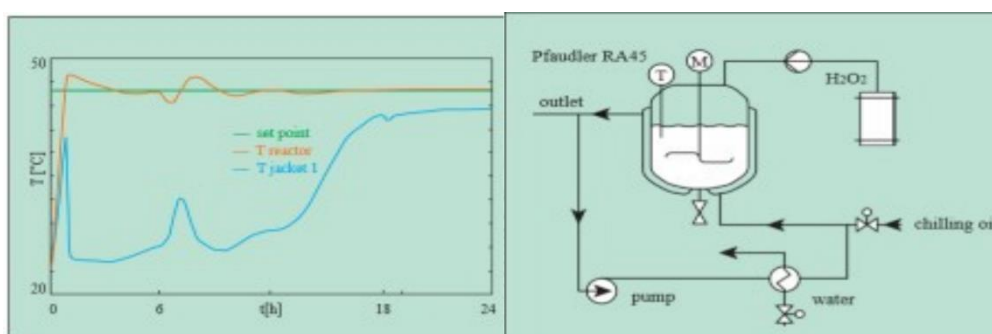 50
T [°C]
20
set point
T reactor
T jacket 1
0
6
t[h]
18
24
Pfaudler RA45
T
M
H2O2
outlet
chilling oi
pump
water